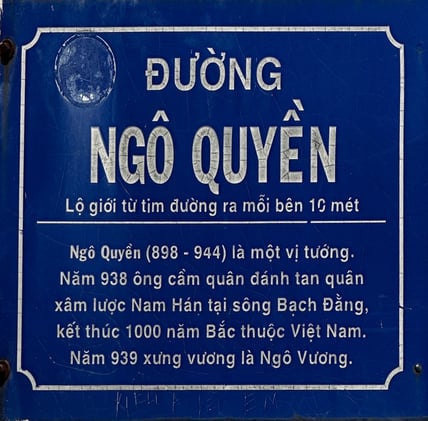 ĐƯỜNG
NGÔ QUYỀN
Lộ giới từ tim đường ra mỗi bên 10 mét
Ngô Quyền (898 - 944) là một vị tướng.
Năm 938 ông cầm quân đánh tan quân
xâm lược Nam Hán tại sông Bạch Đằng,
kết thúc 1000 năm Bắc thuộc Việt Nam.
Năm 939 xưng vương là Ngô Vương.